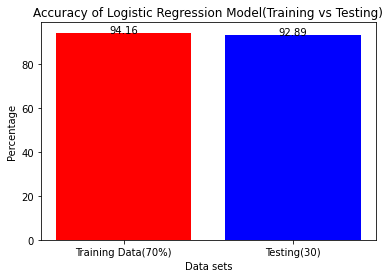 Accuracy of Logistic Regression Model(Training vs Testing)
94.16
92.89
Percentage
80
60
40
20
0
Training Data(70%)
Testing(30)
Data sets